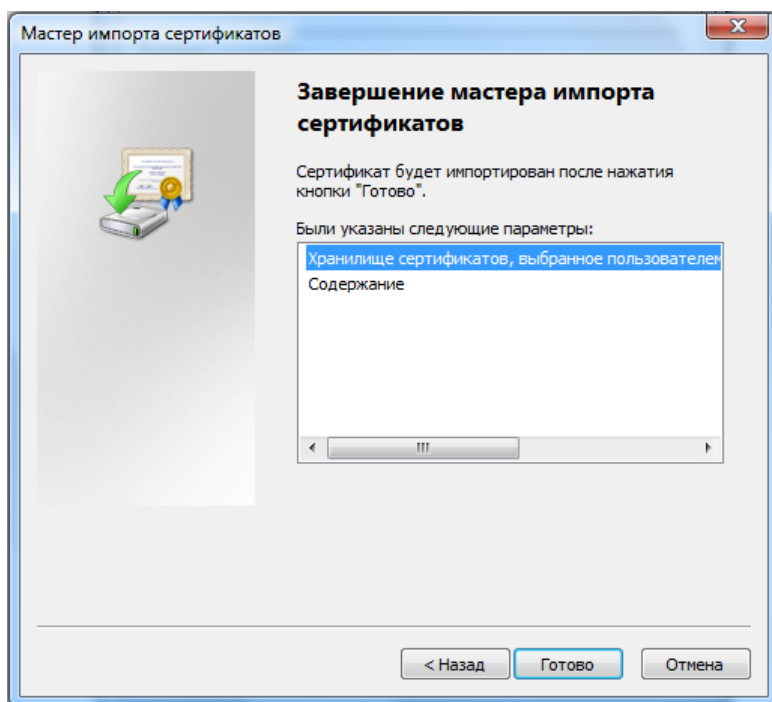 Мастер импорта сертификатов
Завершение мастера импорта
сертификатов
Сертификат будет импортирован после нажатия
кнопки "Готово".
Были указаны следующие параметры:
Хранилище сертификатов, выбранное пользователем
Содержание
< Назад
Готово
Отмена